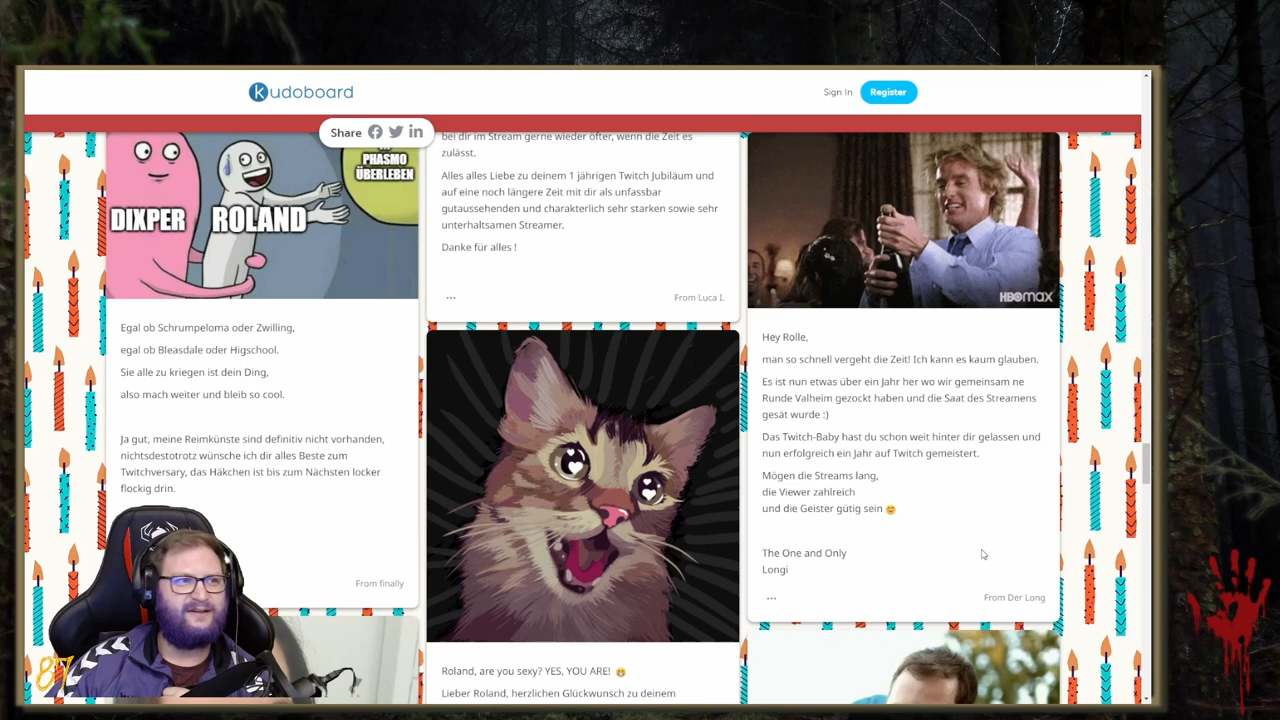 kudoboard
Sign In
Register
Share
DIXPER
ROLAND
PHASMO
ÜBERLEBEN
Egal ob Schrumpeloma oder Zwilling,
egal ob Bleasdale oder Higschool.
Sie alle zu kriegen ist dein Ding,
also mach weiter und bleib so cool.
Ja gut, meine Reimkünste sind definitiv nicht vorhanden,
nichtsdestotrotz wünsche ich dir alles Beste zum
Twitchversary, das Häkchen ist bis zum Nächsten locker
flockig drin.
From finally
bei dir im Stream gerne wieder öfter, wenn die Zeit es
zulässt.
Alles alles Liebe zu deinem 1 jährigen Twitch Jubiläum und
auf eine noch längere Zeit mit dir als unfassbar
gutaussehenden und charakterlich sehr starken sowie sehr
unterhaltsamen Streamer.
Danke für alles !
... From Luca I.
Roland, are you sexy? YES, YOU ARE! 😁
Lieber Roland, herzlichen Glückwunsch zu deinem
HBOMAX
Hey Rolle,
man so schnell vergeht die Zeit! Ich kann es kaum glauben.
Es ist nun etwas über ein Jahr her wo wir gemeinsam ne
Runde Valheim gezockt haben und die Saat des Streamens
gesät wurde :)
Das Twitch-Baby hast du schon weit hinter dir gelassen und
nun erfolgreich ein Jahr auf Twitch gemeistert.
Mögen die Streams lang,
die Viewer zahlreich
und die Geister gütig sein 😊
The One and Only
Longi
... From Der Long